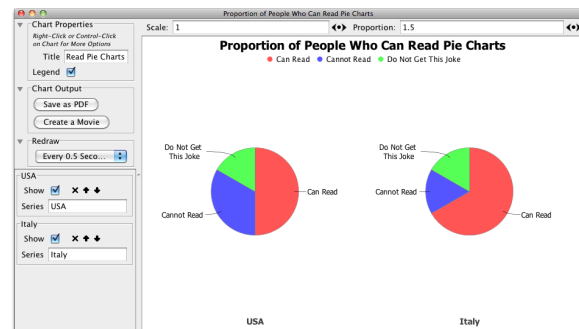 Proportion of People Who Can Read Pie Charts
Chart Properties
Right-Click or Control-Click
on Chart for More Options
Title Read Pie Charts
Legend
Chart Output
Save as PDF
Create a Movie
Redraw
Every 0.5 Seco...
USA
Show
Series USA
Italy
Show
Series Italy
Scale: 1 Proportion: 1.5
Proportion of People Who Can Read Pie Charts
Can Read Cannot Read Do Not Get This Joke
Do Not Get
This Joke
Can Read
Cannot Read
USA
Do Not Get
This Joke
Cannot Read
Can Read
Italy